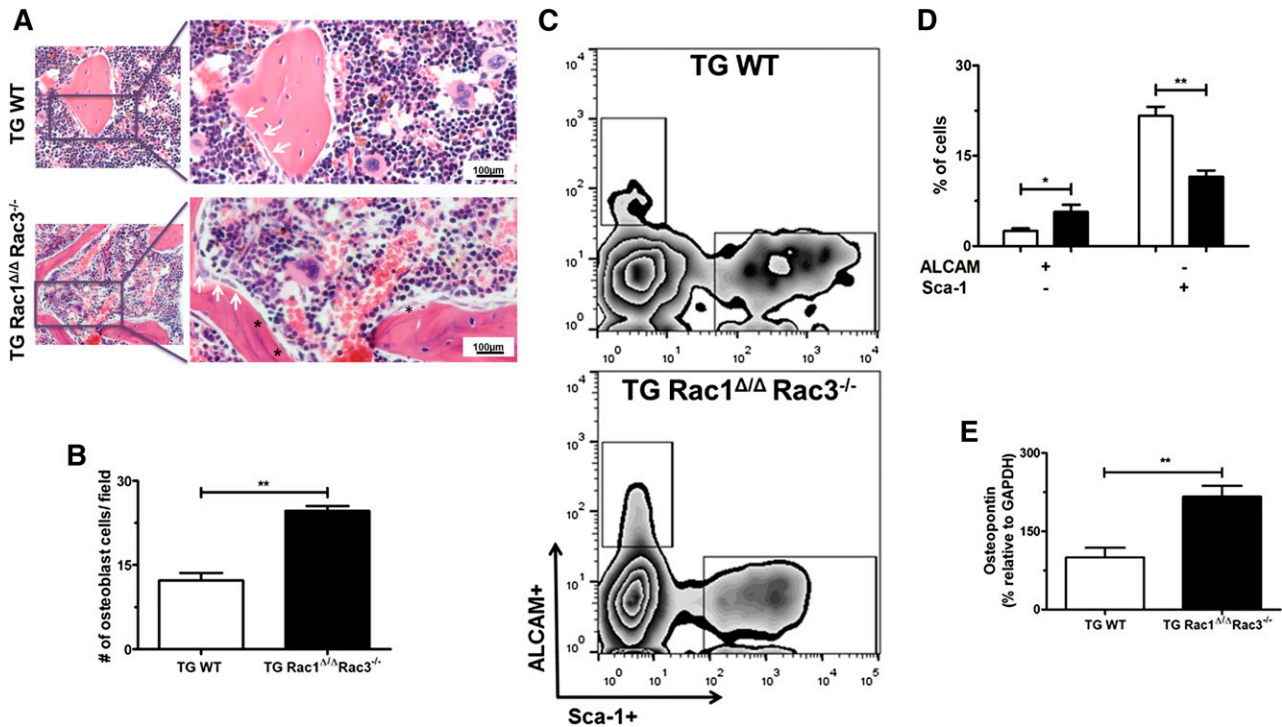 A
TG WT
100µm
TG Rac1Δ/Δ Rac3-/-
* * *
100µm
B
# of osteoblast cells/ field
30
15
0
**
TG WT
TG Rac1Δ/ΔRac3-/-
C
TG WT
10⁴
10³
10²
10¹
10⁰
10⁰ 10¹ 10² 10³ 10⁴
TG Rac1Δ/Δ Rac3-/-
10⁴
10³
10²
10¹
10⁰
10⁰ 10¹ 10² 10³ 10⁴
ALCAM+
Sca-1+
D
% of cells
30
15
0
*
**
ALCAM + -
Sca-1 - +
E
Osteopontin
(% relative to GAPDH)
300
150
0
**
TG WT
TG Rac1Δ/ΔRac3-/-